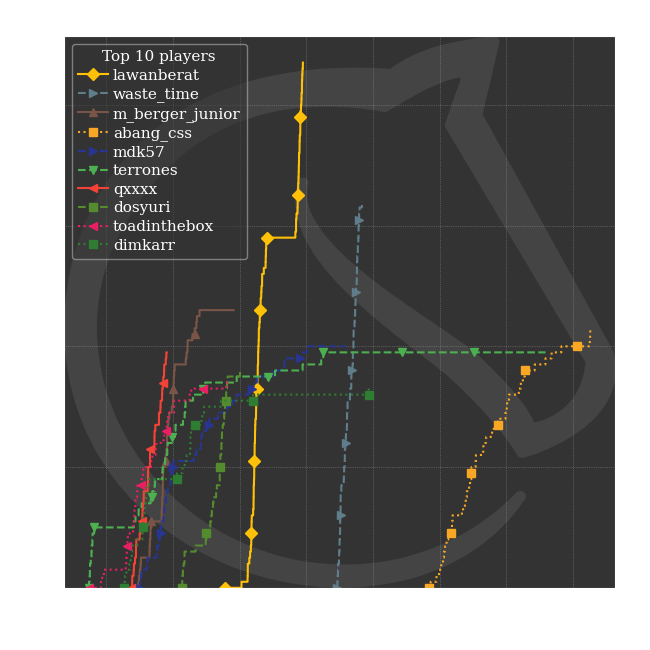 Top 10 players
lawanberat
waste_time
m_berger_junior
abang_css
mdk57
terrones
qxxxx
dosyuri
toadinthebox
dimkarr